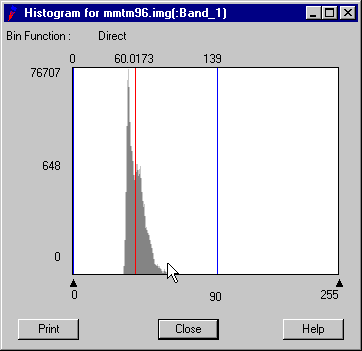 Histogram for mmtm96.img(:Band_1)
Bin Function : Direct
0 60.0173 139
76707
648
0
0 90 255
Print Close Help